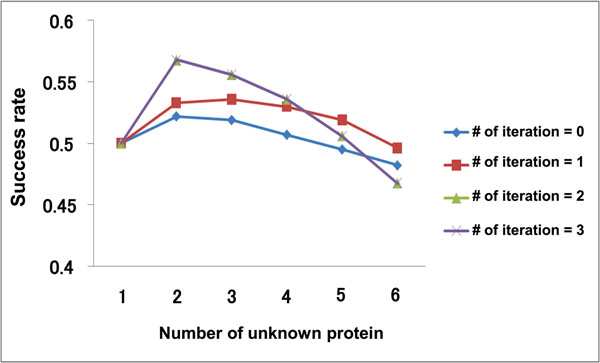 0.6
0.55
0.5
0.45
0.4
Success rate
1 2 3 4 5 6
Number of unknown protein
# of iteration = 0
# of iteration = 1
# of iteration = 2
# of iteration = 3